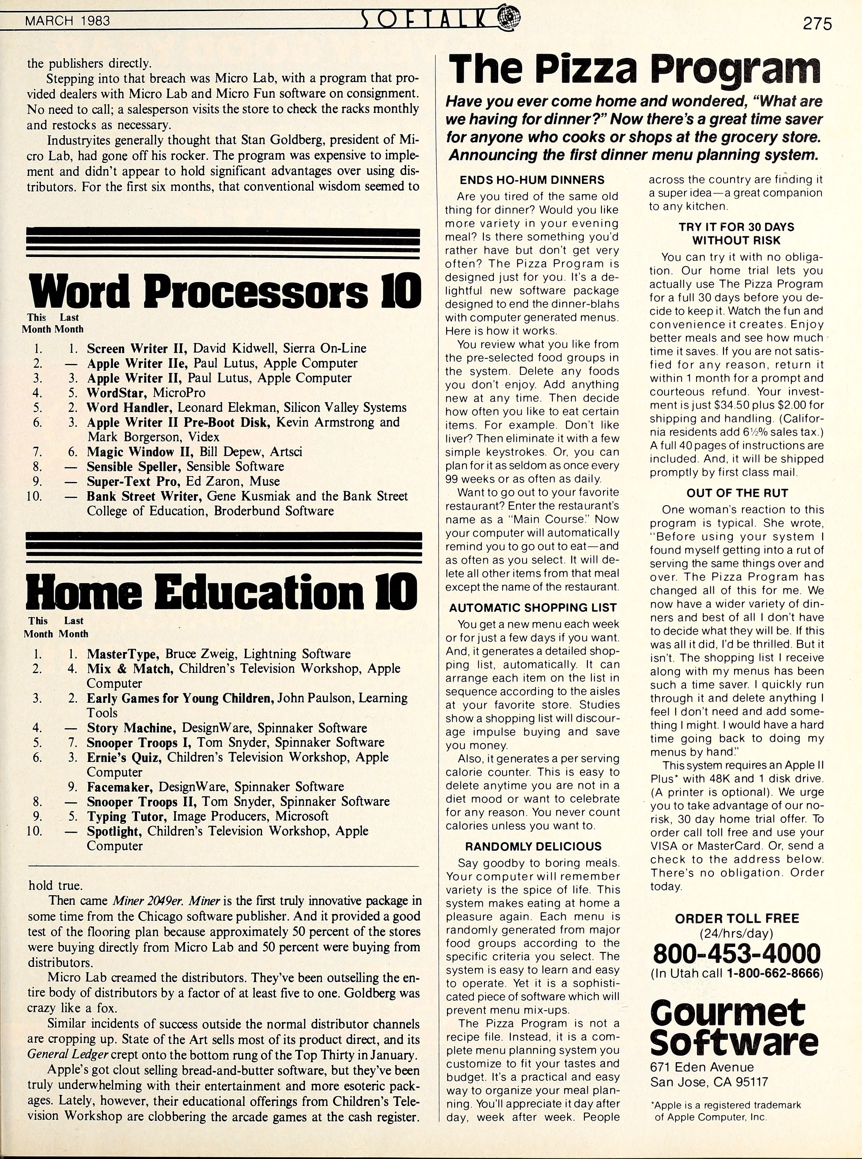 MARCH 1983
SOFTALK
275
the publishers directly.
Stepping into that breach was Micro Lab, with a program that pro-
vided dealers with Micro Lab and Micro Fun software on consignment.
No need to call; a salesperson visits the store to check the racks monthly
and restocks as necessary.
Industryites generally thought that Stan Goldberg, president of Mi-
cro Lab, had gone off his rocker. The program was expensive to imple-
ment and didn't appear to hold significant advantages over using dis-
tributors. For the first six months, that conventional wisdom seemed to
Word Processors 10
This Last
Month Month
1. 1. Screen Writer II, David Kidwell, Sierra On-Line
2. — Apple Writer IIe, Paul Lutus, Apple Computer
3. 3. Apple Writer II, Paul Lutus, Apple Computer
4. 5. WordStar, MicroPro
5. 2. Word Handler, Leonard Elekman, Silicon Valley Systems
6. 3. Apple Writer II Pre-Boot Disk, Kevin Armstrong and
Mark Borgerson, Videx
7. 6. Magic Window II, Bill Depew, Artsci
8. — Sensible Speller, Sensible Software
9. — Super-Text Pro, Ed Zaron, Muse
10. — Bank Street Writer, Gene Kusmiak and the Bank Street
College of Education, Broderbund Software
Home Education 10
This Last
Month Month
1. 1. MasterType, Bruce Zweig, Lightning Software
2. 4. Mix & Match, Children's Television Workshop, Apple
Computer
3. 2. Early Games for Young Children, John Paulson, Learning
Tools
4. — Story Machine, DesignWare, Spinnaker Software
5. 7. Snooper Troops I, Tom Snyder, Spinnaker Software
6. 3. Ernie's Quiz, Children's Television Workshop, Apple
Computer
9. Facemaker, DesignWare, Spinnaker Software
8. — Snooper Troops II, Tom Snyder, Spinnaker Software
9. 5. Typing Tutor, Image Producers, Microsoft
10. — Spotlight, Children's Television Workshop, Apple
Computer
hold true.
Then came Miner 2049er. Miner is the first truly innovative package in
some time from the Chicago software publisher. And it provided a good
test of the flooring plan because approximately 50 percent of the stores
were buying directly from Micro Lab and 50 percent were buying from
distributors.
Micro Lab creamed the distributors. They've been outselling the en-
tire body of distributors by a factor of at least five to one. Goldberg was
crazy like a fox.
Similar incidents of success outside the normal distributor channels
are cropping up. State of the Art sells most of its product direct, and its
General Ledger crept onto the bottom rung of the Top Thirty in January.
Apple's got clout selling bread-and-butter software, but they've been
truly underwhelming with their entertainment and more esoteric pack-
ages. Lately, however, their educational offerings from Children's Tele-
vision Workshop are clobbering the arcade games at the cash register.
The Pizza Program
Have you ever come home and wondered, "What are
we having for dinner?" Now there's a great time saver
for anyone who cooks or shops at the grocery store.
Announcing the first dinner menu planning system.
ENDS HO-HUM DINNERS
Are you tired of the same old
thing for dinner? Would you like
more variety in your evening
meal? Is there something you'd
rather have but don't get very
often? The Pizza Program is
designed just for you. It's a de-
lightful new software package
designed to end the dinner-blahs
with computer generated menus.
Here is how it works.
You review what you like from
the pre-selected food groups in
the system. Delete any foods
you don't enjoy. Add anything
new at any time. Then decide
how often you like to eat certain
items. For example. Don't like
liver? Then eliminate it with a few
simple keystrokes. Or, you can
plan for it as seldom as once every
99 weeks or as often as daily.
Want to go out to your favorite
restaurant? Enter the restaurant's
name as a "Main Course." Now
your computer will automatically
remind you to go out to eat—and
as often as you select. It will de-
lete all other items from that meal
except the name of the restaurant.
AUTOMATIC SHOPPING LIST
You get a new menu each week
or for just a few days if you want.
And, it generates a detailed shop-
ping list, automatically. It can
arrange each item on the list in
sequence according to the aisles
at your favorite store. Studies
show a shopping list will discour-
age impulse buying and save
you money.
Also, it generates a per serving
calorie counter. This is easy to
delete anytime you are not in a
diet mood or want to celebrate
for any reason. You never count
calories unless you want to.
RANDOMLY DELICIOUS
Say goodby to boring meals.
Your computer will remember
variety is the spice of life. This
system makes eating at home a
pleasure again. Each menu is
randomly generated from major
food groups according to the
specific criteria you select. The
system is easy to learn and easy
to operate. Yet it is a sophisti-
cated piece of software which will
prevent menu mix-ups.
The Pizza Program is not a
recipe file. Instead, it is a com-
plete menu planning system you
customize to fit your tastes and
budget. It's a practical and easy
way to organize your meal plan-
ning. You'll appreciate it day after
day, week after week. People
across the country are finding it
a super idea—a great companion
to any kitchen.
TRY IT FOR 30 DAYS
WITHOUT RISK
You can try it with no obliga-
tion. Our home trial lets you
actually use The Pizza Program
for a full 30 days before you de-
cide to keep it. Watch the fun and
convenience it creates. Enjoy
better meals and see how much
time it saves. If you are not satis-
fied for any reason, return it
within 1 month for a prompt and
courteous refund. Your invest-
ment is just $34.50 plus $2.00 for
shipping and handling. (Califor-
nia residents add 6½% sales tax.)
A full 40 pages of instructions are
included. And, it will be shipped
promptly by first class mail.
OUT OF THE RUT
One woman's reaction to this
program is typical. She wrote,
"Before using your system I
found myself getting into a rut of
serving the same things over and
over. The Pizza Program has
changed all of this for me. We
now have a wider variety of din-
ners and best of all I don't have
to decide what they will be. If this
was all it did, I'd be thrilled. But it
isn't. The shopping list I receive
along with my menus has been
such a time saver. I quickly run
through it and delete anything I
feel I don't need and add some-
thing I might. I would have a hard
time going back to doing my
menus by hand."
This system requires an Apple II
Plus* with 48K and 1 disk drive.
(A printer is optional). We urge
you to take advantage of our no-
risk, 30 day home trial offer. To
order call toll free and use your
VISA or MasterCard. Or, send a
check to the address below.
There's no obligation. Order
today.
ORDER TOLL FREE
(24/hrs/day)
800-453-4000
(In Utah call 1-800-662-8666)
Gourmet
Software
671 Eden Avenue
San Jose, CA 95117
*Apple is a registered trademark
of Apple Computer, Inc.